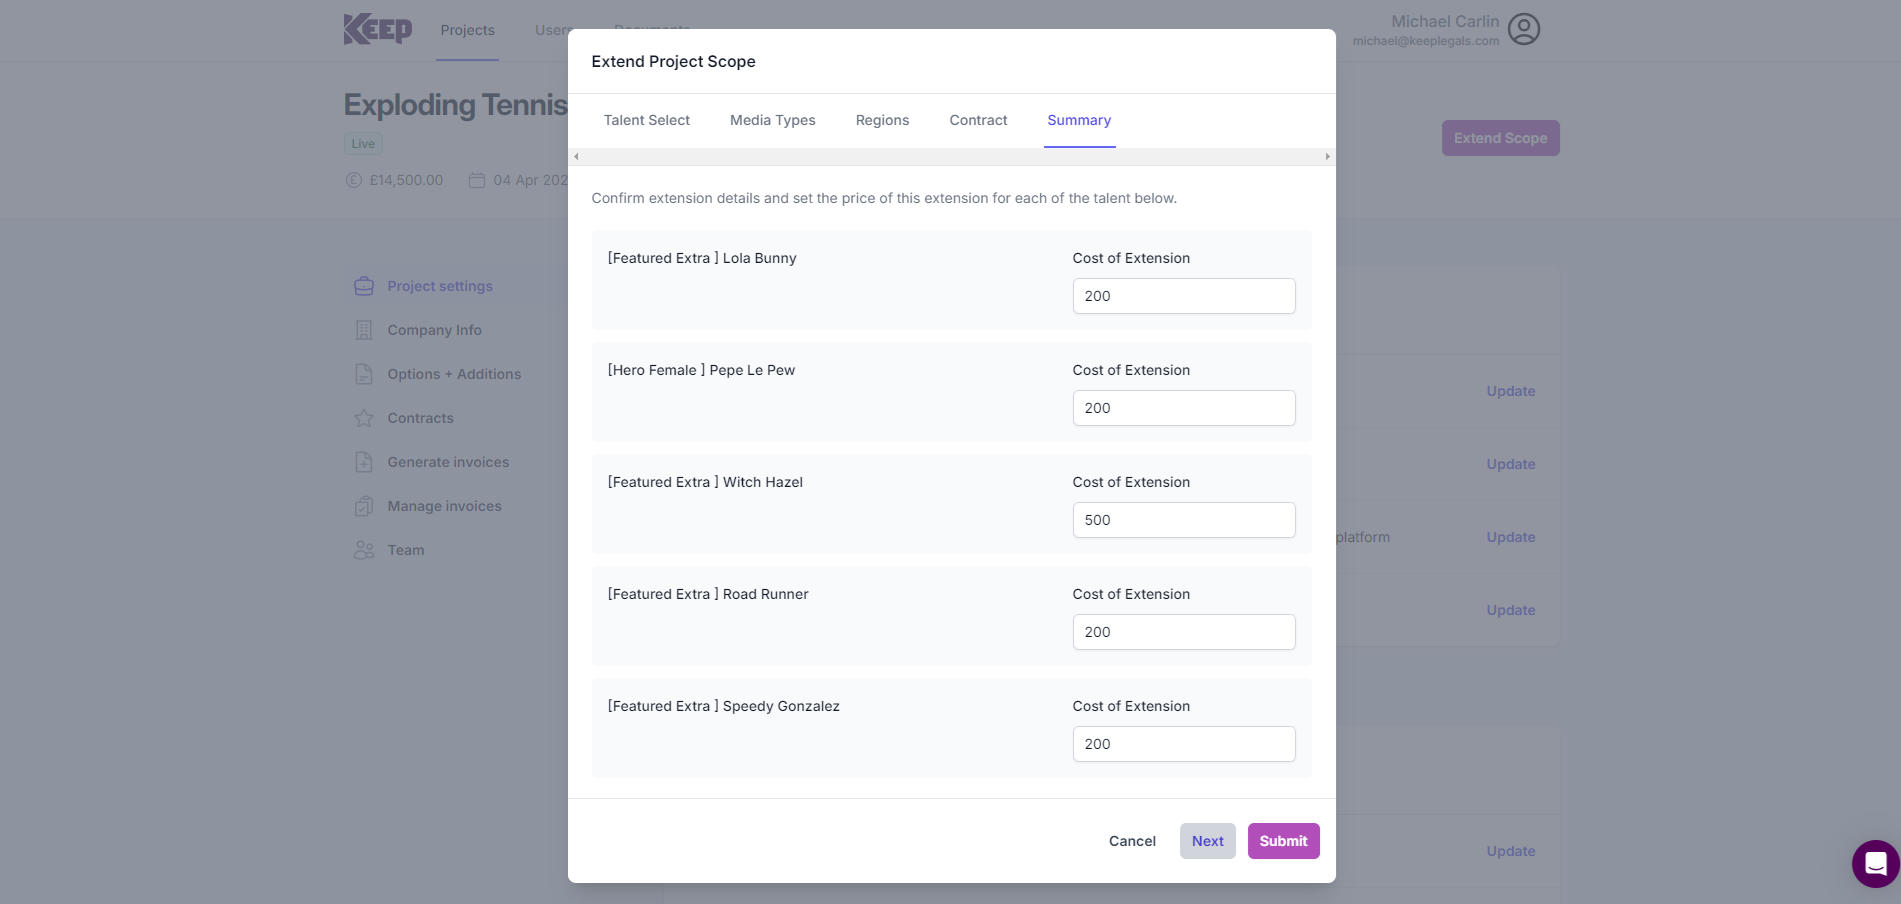 KEEP
Projects
Users
Documents
Michael Carlin
michael@keeplegals.com
Exploding Tennis
Live
£14,500.00
04 Apr 202
Extend Scope
Project settings
Company Info
Options + Additions
Contracts
Generate invoices
Manage invoices
Team
Extend Project Scope
Talent Select
Media Types
Regions
Contract
Summary
Confirm extension details and set the price of this extension for each of the talent below.
[Featured Extra ] Lola Bunny
Cost of Extension
200
[Hero Female ] Pepe Le Pew
Cost of Extension
200
[Featured Extra ] Witch Hazel
Cost of Extension
500
[Featured Extra ] Road Runner
Cost of Extension
200
[Featured Extra ] Speedy Gonzalez
Cost of Extension
200
Cancel
Next
Submit
Update
Update
platform
Update
Update
Update